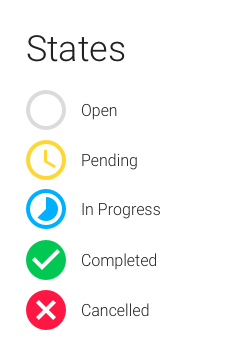 States
Open
Pending
In Progress
Completed
Cancelled